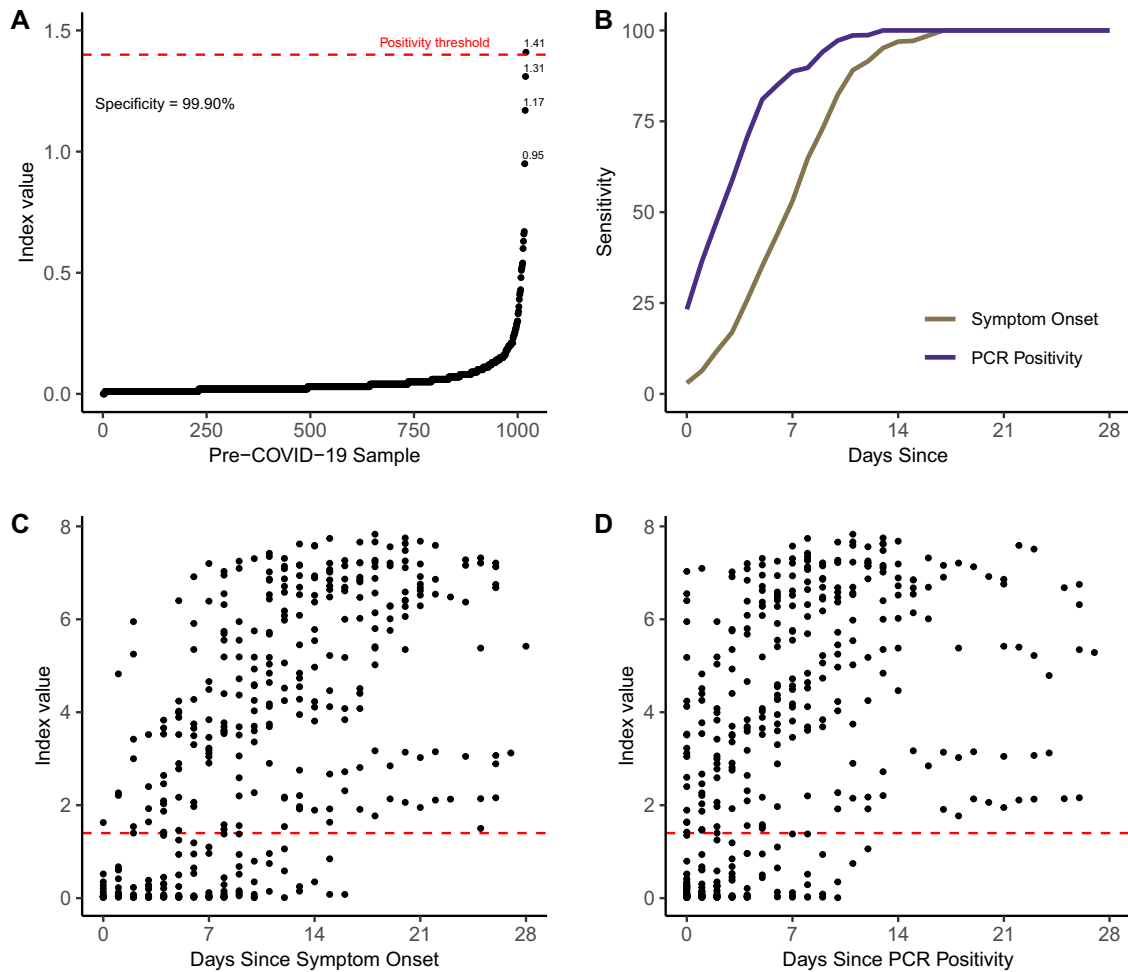 A
Index value
1.5
1.0
0.5
0.0
Positivity threshold
1.41
1.31
1.17
0.95
Specificity = 99.90%
0
250
500
750
1000
Pre−COVID−19 Sample
B
Sensitivity
100
75
50
25
0
Symptom Onset
PCR Positivity
0
7
14
21
28
Days Since
C
Index value
8
6
4
2
0
0
7
14
21
28
Days Since Symptom Onset
D
Index value
8
6
4
2
0
0
7
14
21
28
Days Since PCR Positivity